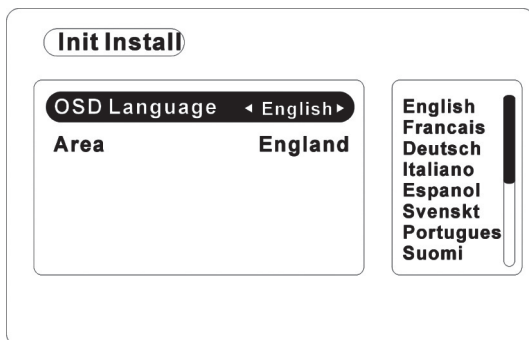 Init Install
OSD Language English
Area England
English
Francais
Deutsch
Italiano
Espanol
Svenskt
Portugues
Suomi